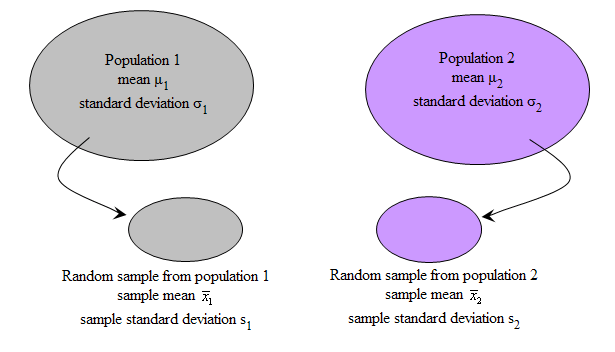 Population 1
mean μ₁
standard deviation σ₁
Population 2
mean μ₂
standard deviation σ₂
Random sample from population 1
sample mean x̄₁
sample standard deviation s₁
Random sample from population 2
sample mean x̄₂
sample standard deviation s₂